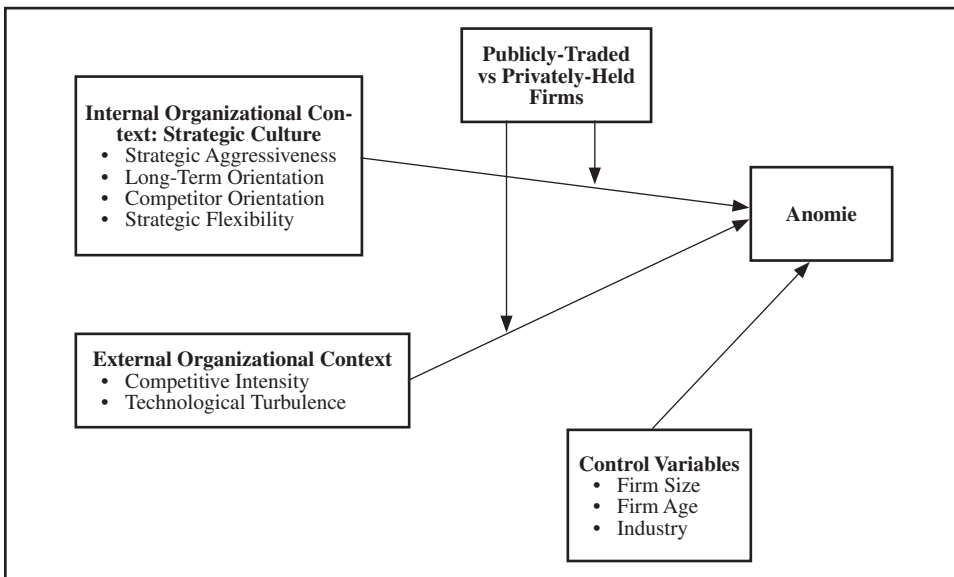 Publicly-Traded
vs Privately-Held
Firms
Internal Organizational Con-
text: Strategic Culture
• Strategic Aggressiveness
• Long-Term Orientation
• Competitor Orientation
• Strategic Flexibility
Anomie
External Organizational Context
• Competitive Intensity
• Technological Turbulence
Control Variables
• Firm Size
• Firm Age
• Industry